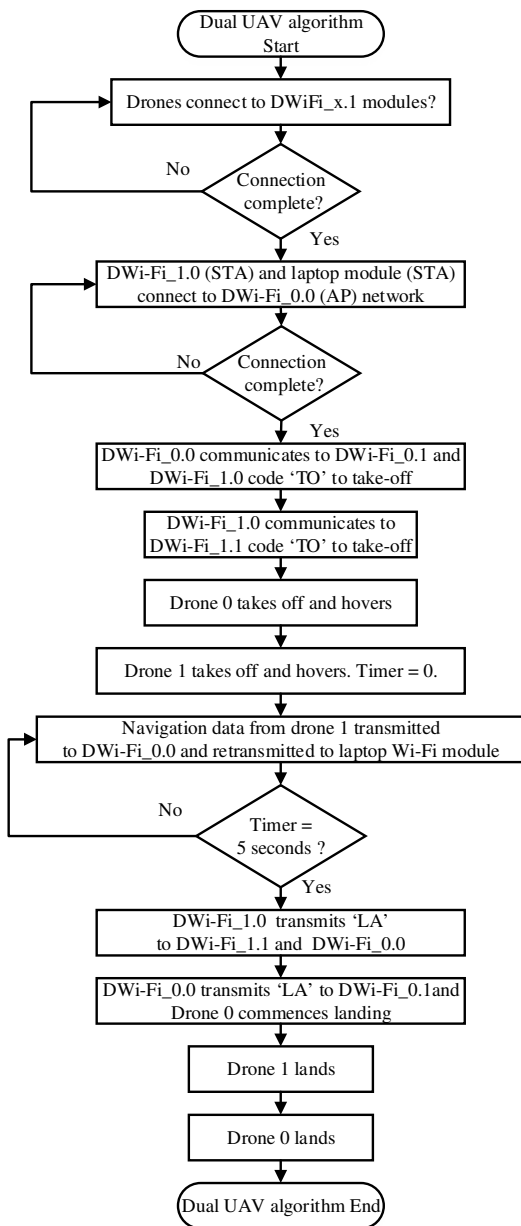 Dual UAV algorithm
Start
Drones connect to DWiFi_x.1 modules?
No
Connection
complete?
Yes
DWi-Fi_1.0 (STA) and laptop module (STA)
connect to DWi-Fi_0.0 (AP) network
No
Connection
complete?
Yes
DWi-Fi_0.0 communicates to DWi-Fi_0.1 and
DWi-Fi_1.0 code ‘TO’ to take-off
DWi-Fi_1.0 communicates to
DWi-Fi_1.1 code ‘TO’ to take-off
Drone 0 takes off and hovers
Drone 1 takes off and hovers. Timer = 0.
Navigation data from drone 1 transmitted
to DWi-Fi_0.0 and retransmitted to laptop Wi-Fi module
No
Timer =
5 seconds ?
Yes
DWi-Fi_1.0 transmits ‘LA’
to DWi-Fi_1.1 and DWi-Fi_0.0
DWi-Fi_0.0 transmits ‘LA’ to DWi-Fi_0.1and
Drone 0 commences landing
Drone 1 lands
Drone 0 lands
Dual UAV algorithm End